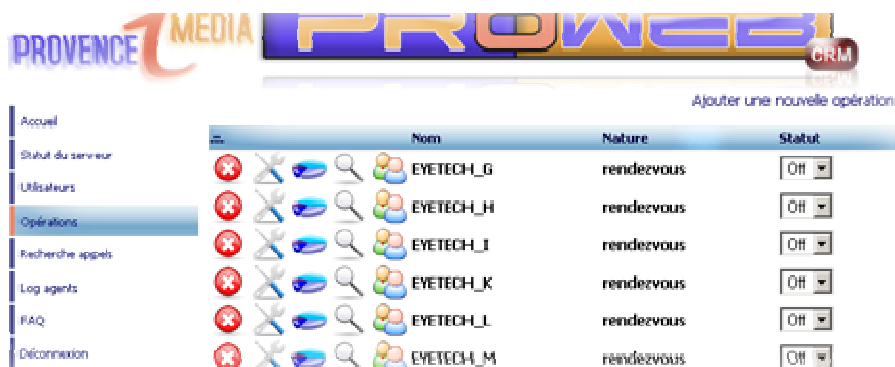 PROVENCE MEDIA
PROWEB
CRM
Ajouter une nouvelle opération
Accueil
Statut du serveur
Utilisateurs
Opérations
Recherche appels
Log agents
FAQ
Déconnexion
... Nom Nature Statut
EYETECH_G rendezvous Off
EYETECH_H rendezvous Off
EYETECH_I rendezvous Off
EYETECH_K rendezvous Off
EYETECH_L rendezvous Off
EYETECH_M rendezvous Off